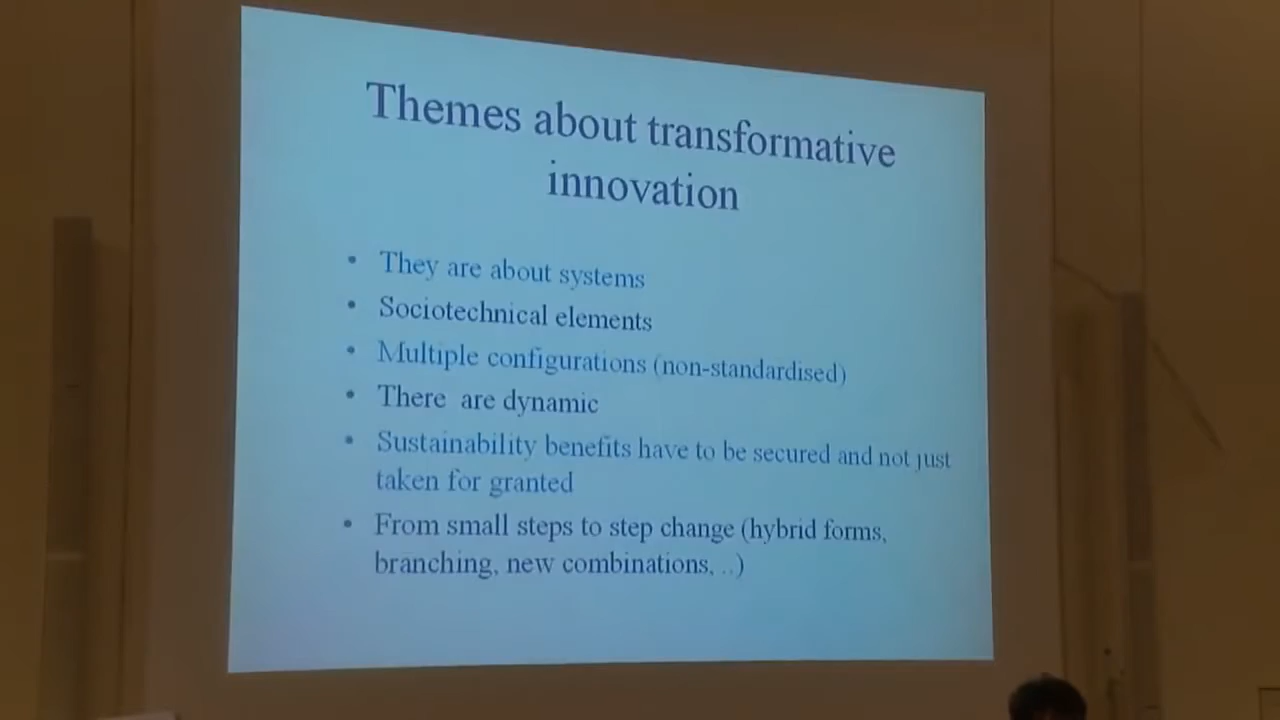 Themes about transformative
innovation
• They are about systems
• Sociotechnical elements
• Multiple configurations (non-standardised)
• There are dynamic
• Sustainability benefits have to be secured and not just
taken for granted
• From small steps to step change (hybrid forms,
branching, new combinations, ..)